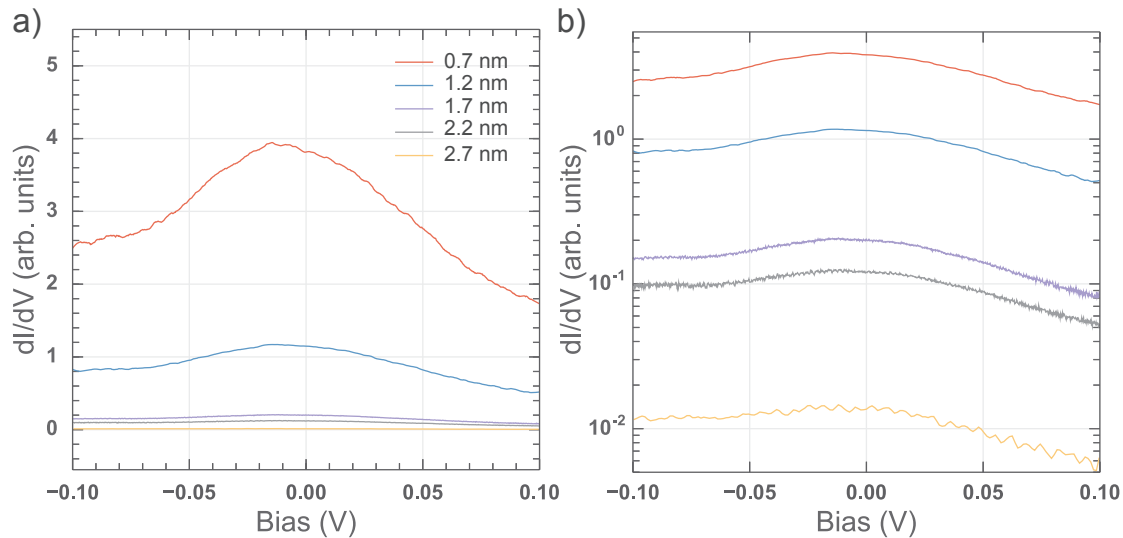 a)
dI/dV (arb. units)
5
4
3
2
1
0
0.7 nm
1.2 nm
1.7 nm
2.2 nm
2.7 nm
−0.10 −0.05 0.00 0.05 0.10
Bias (V)
b)
dI/dV (arb. units)
10⁰
10⁻¹
10⁻²
−0.10 −0.05 0.00 0.05 0.10
Bias (V)